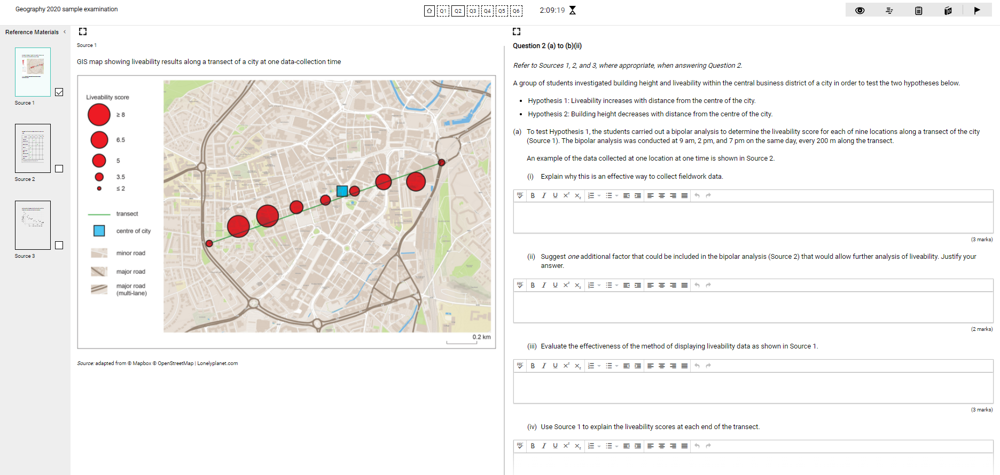 Geography 2020 sample examination
Q1 Q2 Q3 Q4 Q5 Q6
2:09:19
Reference Materials
Source 1
Source 2
Source 3
Source 1
GIS map showing liveability results along a transect of a city at one data-collection time
Liveability score
≥ 8
6.5
5
3.5
≤ 2
transect
centre of city
minor road
major road
major road
(multi-lane)
0.2 km
Source: adapted from © Mapbox © OpenStreetMap | Lonelyplanet.com
Question 2 (a) to (b)(ii)
Refer to Sources 1, 2, and 3, where appropriate, when answering Question 2.
A group of students investigated building height and liveability within the central business district of a city in order to test the two hypotheses below.
• Hypothesis 1: Liveability increases with distance from the centre of the city.
• Hypothesis 2: Building height decreases with distance from the centre of the city.
(a) To test Hypothesis 1, the students carried out a bipolar analysis to determine the liveability score for each of nine locations along a transect of the city
(Source 1). The bipolar analysis was conducted at 9 am, 2 pm, and 7 pm on the same day, every 200 m along the transect.
An example of the data collected at one location at one time is shown in Source 2.
(i) Explain why this is an effective way to collect fieldwork data.
ABC B I U X² X₂
(3 marks)
(ii) Suggest one additional factor that could be included in the bipolar analysis (Source 2) that would allow further analysis of liveability. Justify your
answer.
ABC B I U X² X₂
(2 marks)
(iii) Evaluate the effectiveness of the method of displaying liveability data as shown in Source 1.
ABC B I U X² X₂
(3 marks)
(iv) Use Source 1 to explain the liveability scores at each end of the transect.
ABC B I U X² X₂